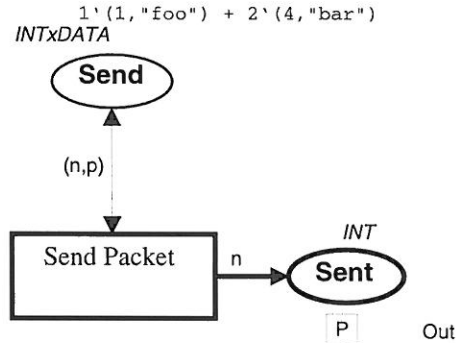 1`(1,"foo") + 2`(4,"bar")
INTxDATA
Send
(n,p)
Send Packet
n
INT
Sent
P Out